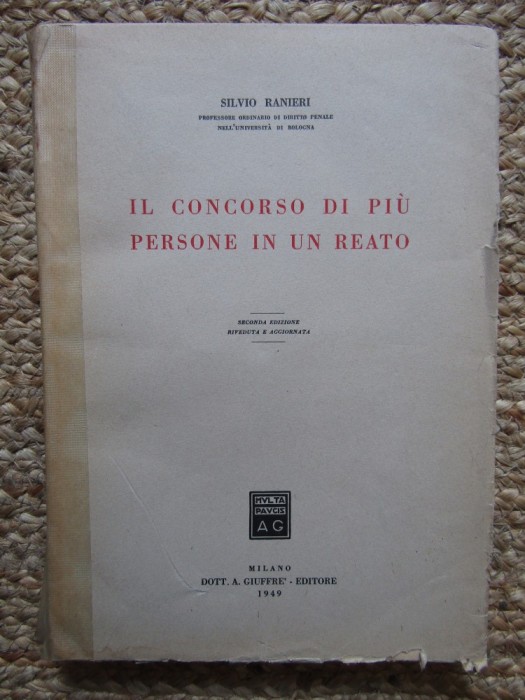 SILVIO RANIERI
PROFESSORE ORDINARIO DI DIRITTO PENALE
NELL'UNIVERSITÀ DI BOLOGNA
IL CONCORSO DI PIÙ
PERSONE IN UN REATO
SECONDA EDIZIONE
RIVEDUTA E AGGIORNATA
MVLTA
PAVCIS
AG
MILANO
DOTT. A. GIUFFRE' - EDITORE
1949